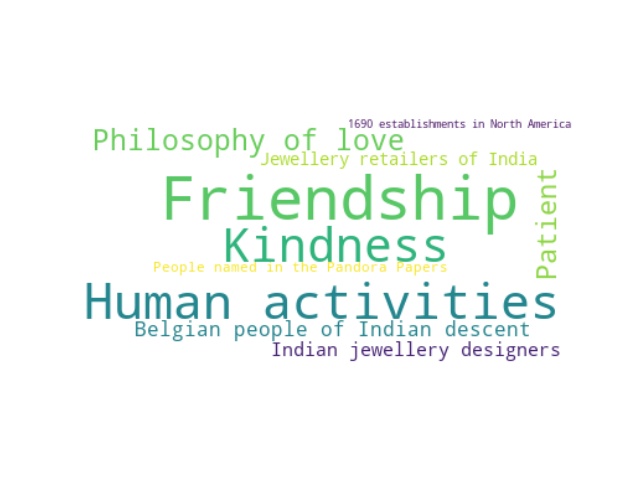 1690 establishments in North America
Philosophy of love
Jewellery retailers of India
Friendship
Patient
Kindness
People named in the Pandora Papers
Human activities
Belgian people of Indian descent
Indian jewellery designers